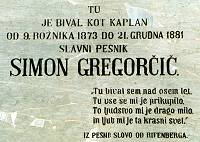 TU
JE BIVAL KOT KAPLAN
OD 9. ROŽNIKA 1873 DO 21. GRUDNA 1881
SLAVNI PESNIK
SIMON GREGORČIČ.
„Tu bival sem nad osem let,
Tu vse se mi je prikupilo,
To ljudstvo mi je drago milo,
in ljub mi je ta krasni svet.“
IZ PESNIŠ SLOVO OD RIFENBERGA.